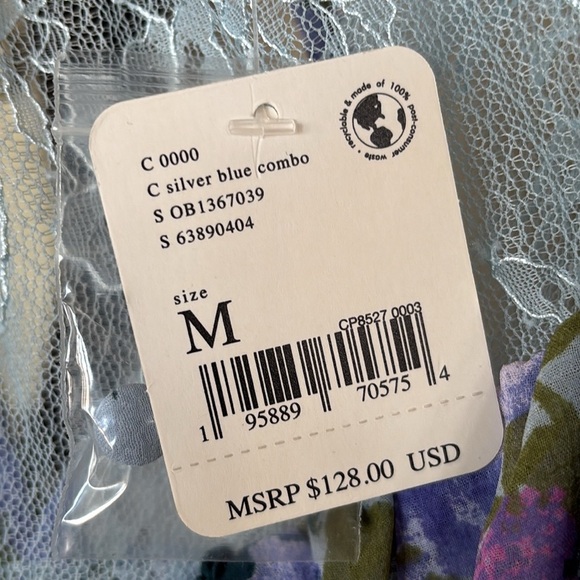 recyclable & made of 100% post-consumer waste •
C 0000
C silver blue combo
S OB1367039
S 63890404
size
M
CP8527 0003
1 95889 70575 4
MSRP $128.00 USD